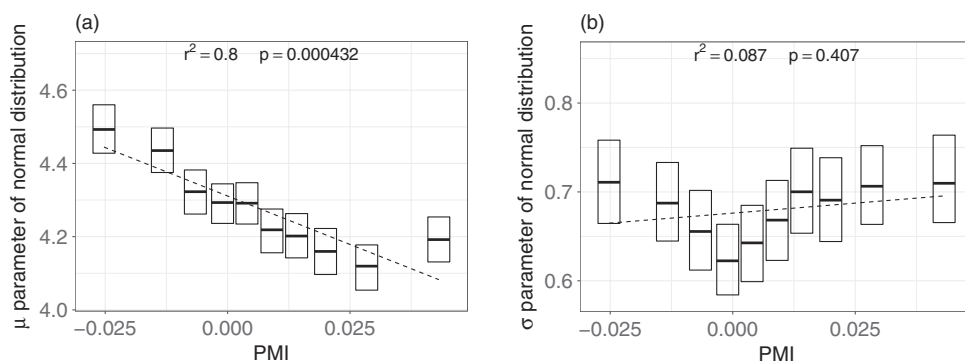 (a)
r² = 0.8 p = 0.000432
μ parameter of normal distribution
4.6
4.4
4.2
4.0
−0.025 0.000 0.025
PMI
(b)
r² = 0.087 p = 0.407
σ parameter of normal distribution
0.8
0.7
0.6
−0.025 0.000 0.025
PMI